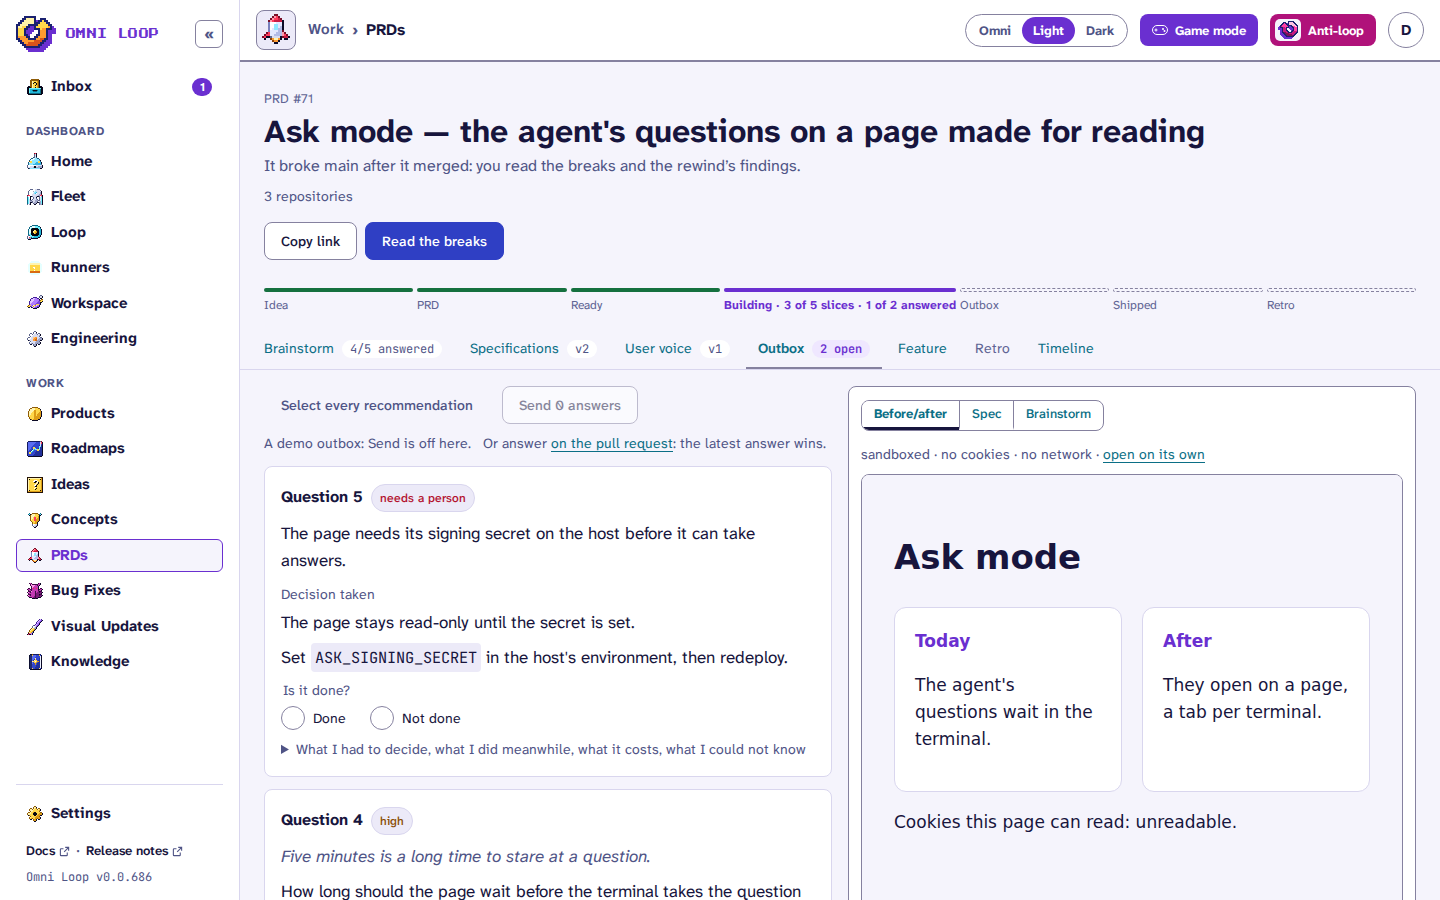 OMNI LOOP
«
Inbox
1
DASHBOARD
Home
Fleet
Loop
Runners
Workspace
Engineering
WORK
Products
Roadmaps
Ideas
Concepts
PRDs
Bug Fixes
Visual Updates
Knowledge
Settings
Docs · Release notes
Omni Loop v0.0.686
Work › PRDs
Omni Light Dark
Game mode
Anti-loop
D
PRD #71
Ask mode — the agent's questions on a page made for reading
It broke main after it merged: you read the breaks and the rewind's findings.
3 repositories
Copy link
Read the breaks
Idea
PRD
Ready
Building · 3 of 5 slices · 1 of 2 answered
Outbox
Shipped
Retro
Brainstorm 4/5 answered
Specifications v2
User voice v1
Outbox 2 open
Feature
Retro
Timeline
Select every recommendation
Send 0 answers
A demo outbox: Send is off here. Or answer on the pull request: the latest answer wins.
Question 5 needs a person
The page needs its signing secret on the host before it can take
answers.
Decision taken
The page stays read-only until the secret is set.
Set ASK_SIGNING_SECRET in the host's environment, then redeploy.
Is it done?
Done
Not done
▶ What I had to decide, what I did meanwhile, what it costs, what I could not know
Question 4 high
Five minutes is a long time to stare at a question.
How long should the page wait before the terminal takes the question
Before/after
Spec
Brainstorm
sandboxed · no cookies · no network · open on its own
Ask mode
Today
The agent's
questions wait in the
terminal.
After
They open on a page,
a tab per terminal.
Cookies this page can read: unreadable.